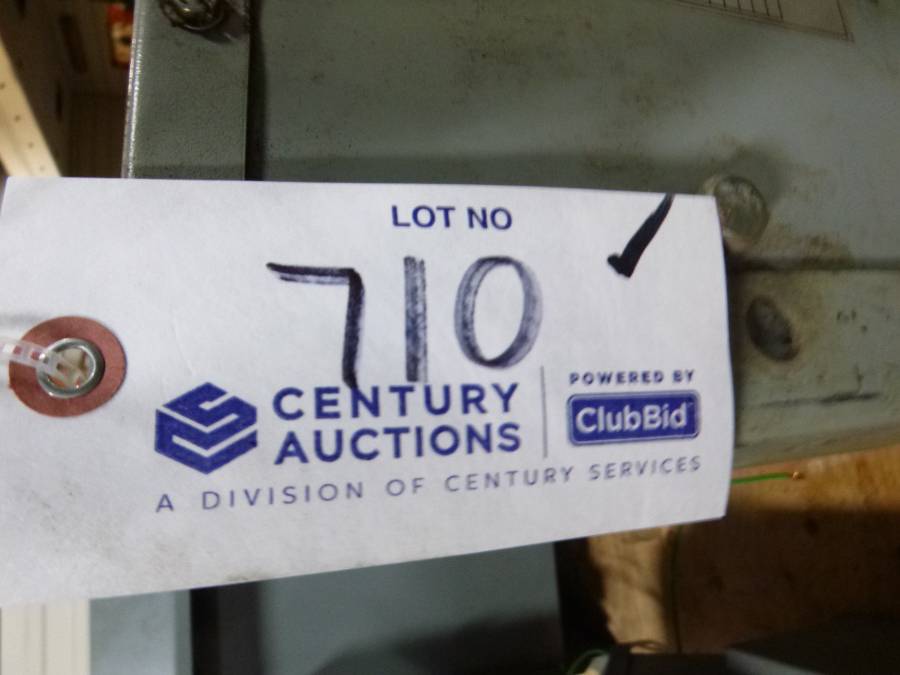 LOT NO
710
CENTURY
AUCTIONS
POWERED BY
ClubBid
A DIVISION OF CENTURY SERVICES